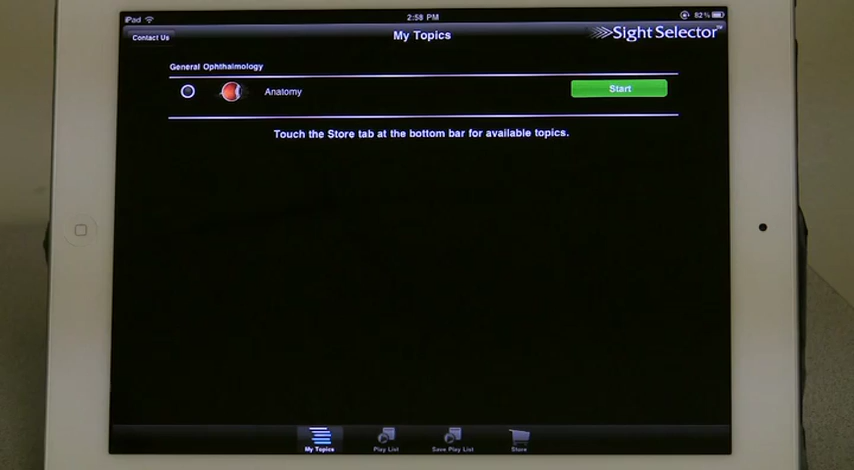 iPad 2:58 PM 82%
Contact Us My Topics Sight Selector™
General Ophthalmology
Anatomy Start
Touch the Store tab at the bottom bar for available topics.
My Topics Play List Save Play List Store